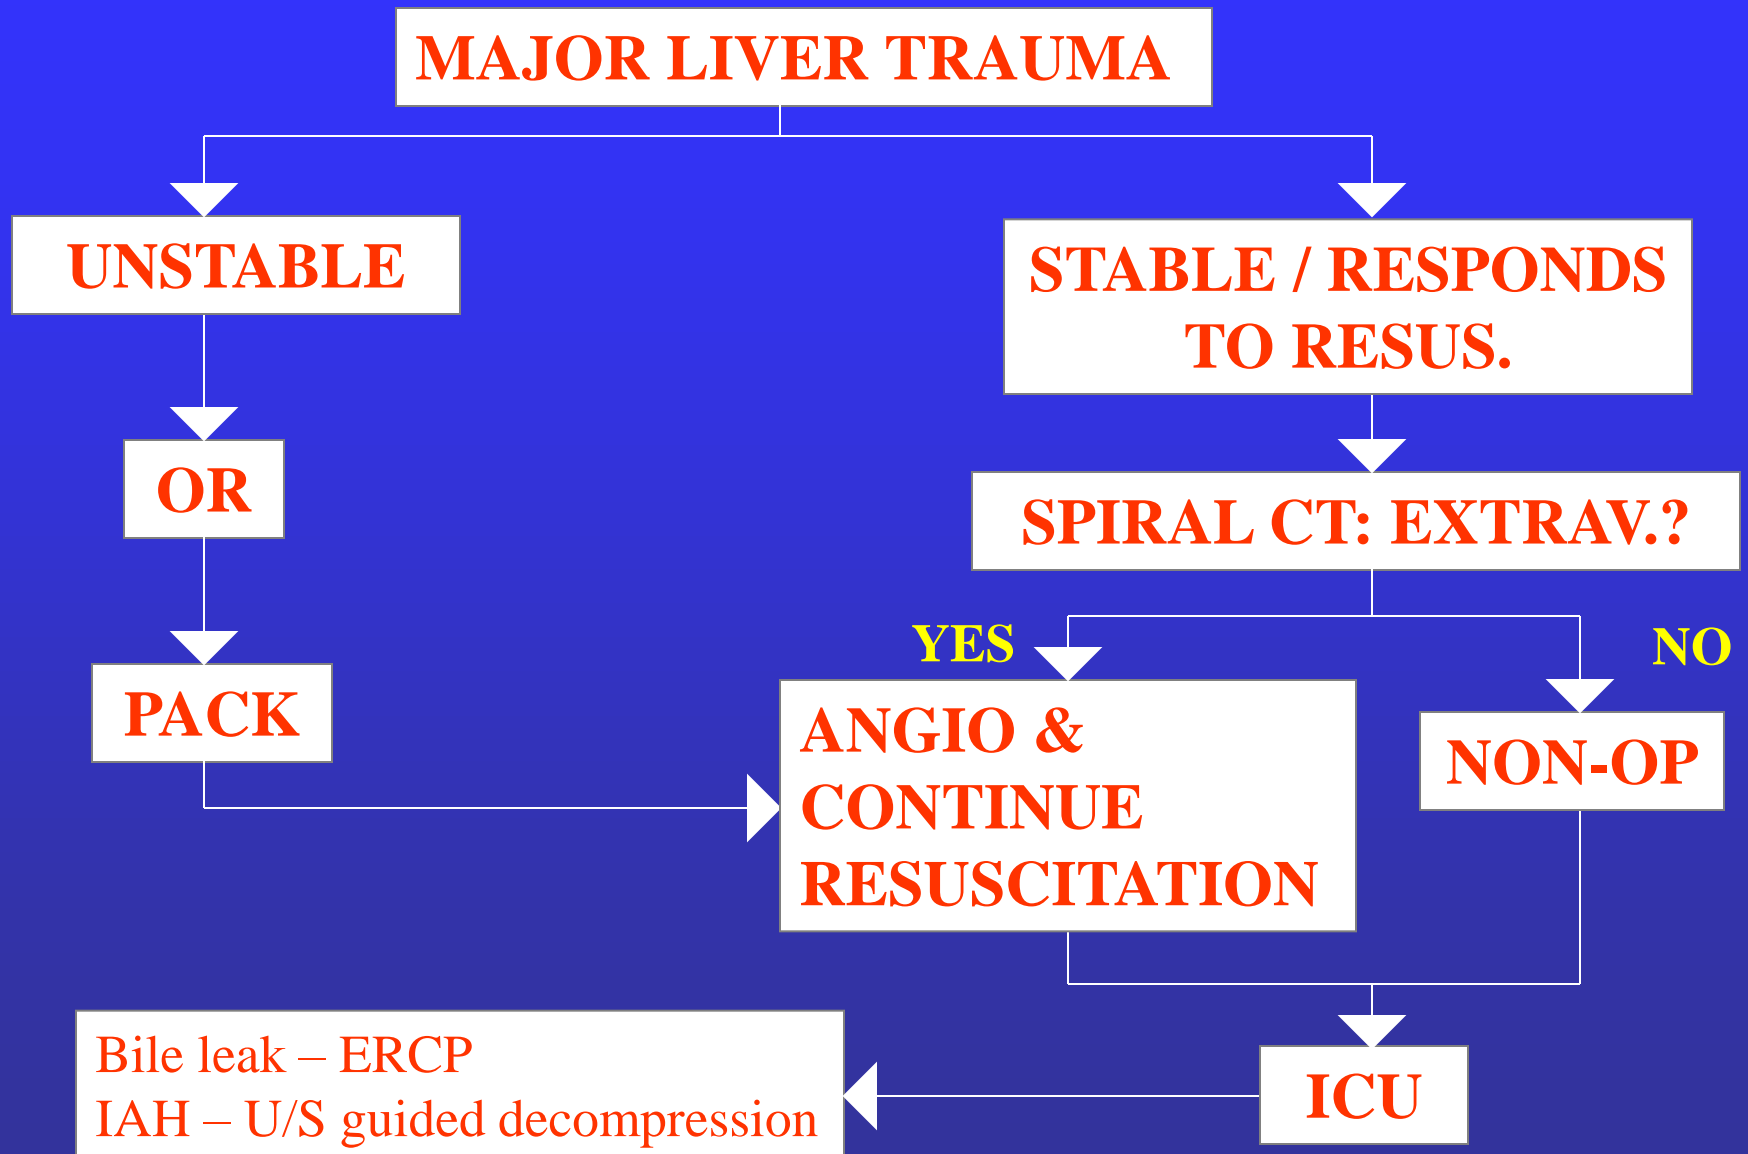 MAJOR LIVER TRAUMA
UNSTABLE
STABLE / RESPONDS
TO RESUS.
OR
SPIRAL CT: EXTRAV.?
YES
NO
PACK
ANGIO &
CONTINUE
RESUSCITATION
NON-OP
ICU
Bile leak – ERCP
IAH – U/S guided decompression